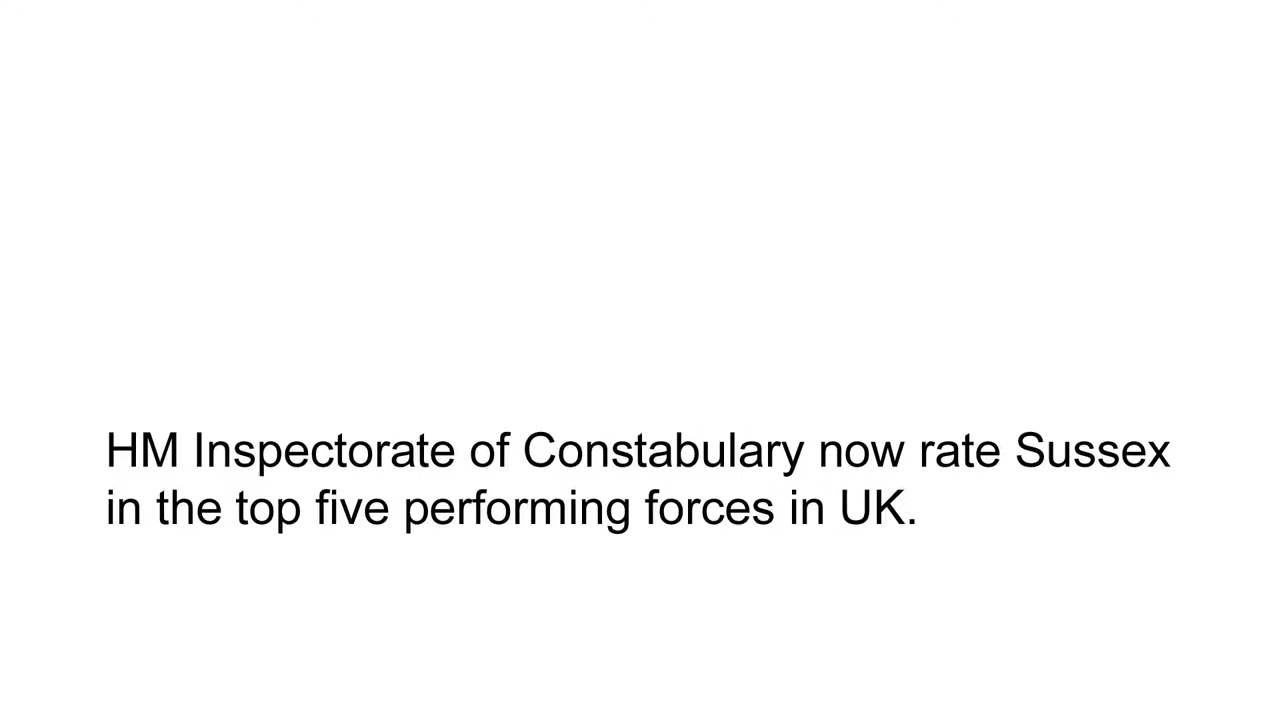 HM Inspectorate of Constabulary now rate Sussex
in the top five performing forces in UK.